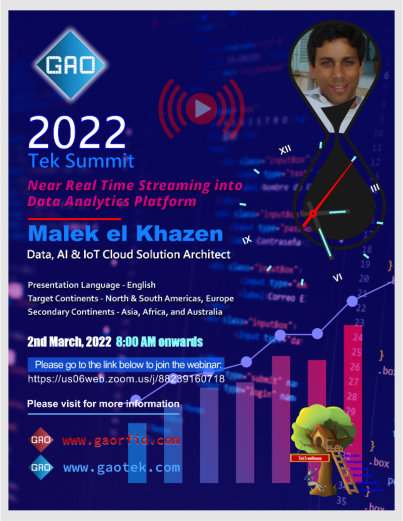 GAO
2022
Tek Summit
Near Real Time Streaming into
Data Analytics Platform
Malek el Khazen
Data, AI & IoT Cloud Solution Architect
XII
III
IX
VI
Presentation Language - English
Target Continents - North & South Americas, Europe
Secondary Continents - Asia, Africa, and Australia
2nd March, 2022 8:00 AM onwards
Please go to the link below to join the webinar:
https://us06web.zoom.us/j/88239160718
Please visit for more information
GAO www.gaorfid.com
GAO www.gaotek.com